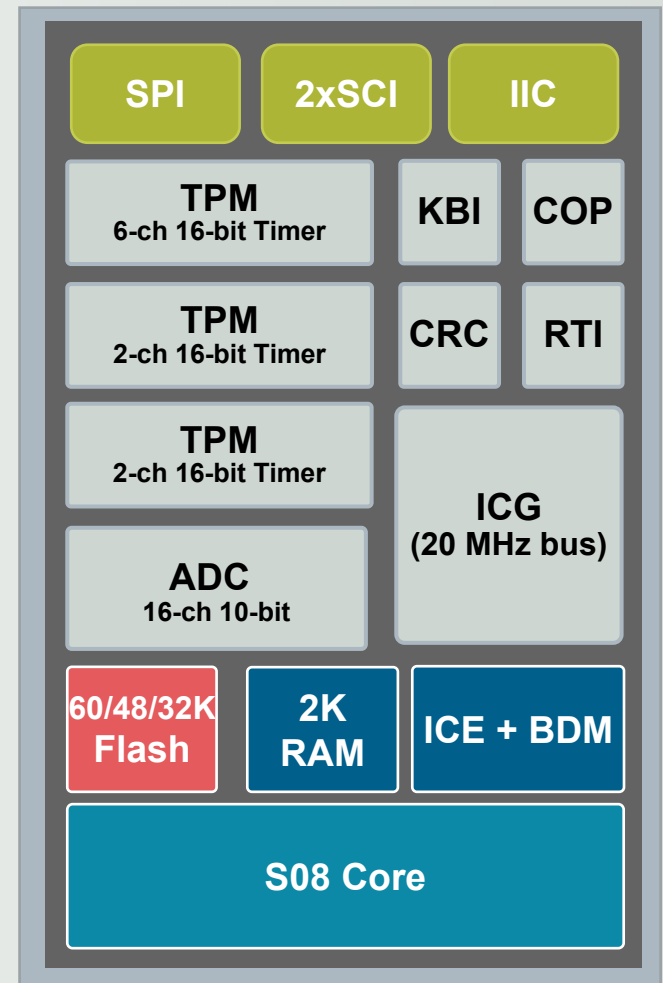 SPI
2xSCI
IIC
TPM
6-ch 16-bit Timer
KBI
COP
TPM
2-ch 16-bit Timer
CRC
RTI
TPM
2-ch 16-bit Timer
ICG
(20 MHz bus)
ADC
16-ch 10-bit
60/48/32K
Flash
2K
RAM
ICE + BDM
S08 Core